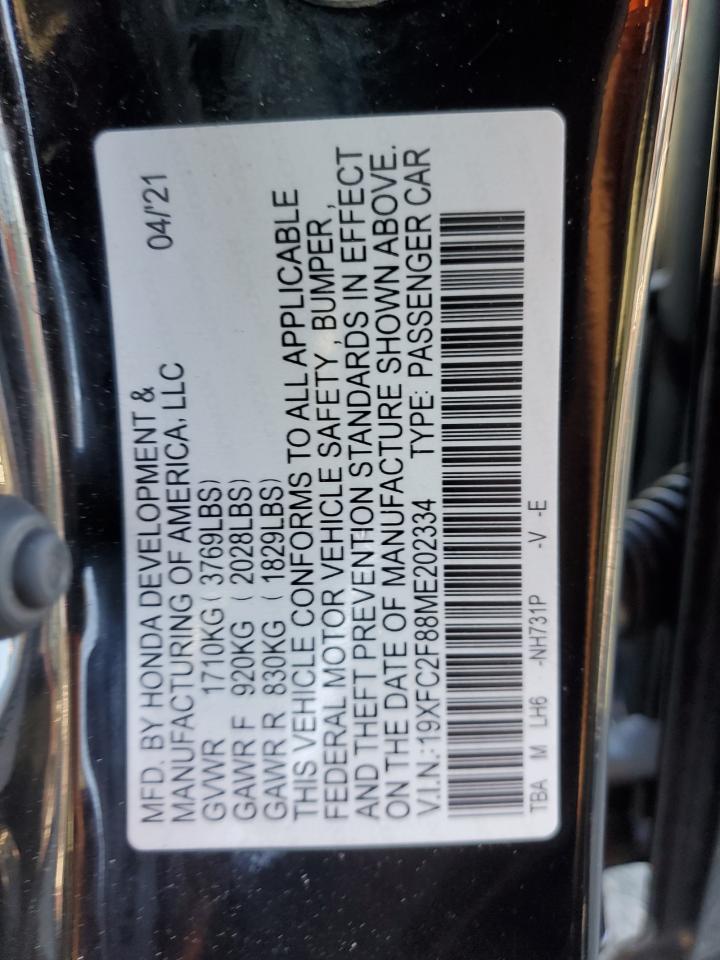 MFD. BY HONDA DEVELOPMENT &
MANUFACTURING OF AMERICA, LLC 04/'21
GVWR 1710KG ( 3769LBS)
GAWR F 920KG ( 2028LBS)
GAWR R 830KG ( 1829LBS)
THIS VEHICLE CONFORMS TO ALL APPLICABLE
FEDERAL MOTOR VEHICLE SAFETY , BUMPER ,
AND THEFT PREVENTION STANDARDS IN EFFECT
ON THE DATE OF MANUFACTURE SHOWN ABOVE.
V.I.N.:19XFC2F88ME202334 TYPE: PASSENGER CAR
TBA M LH6 -NH731P -V -E